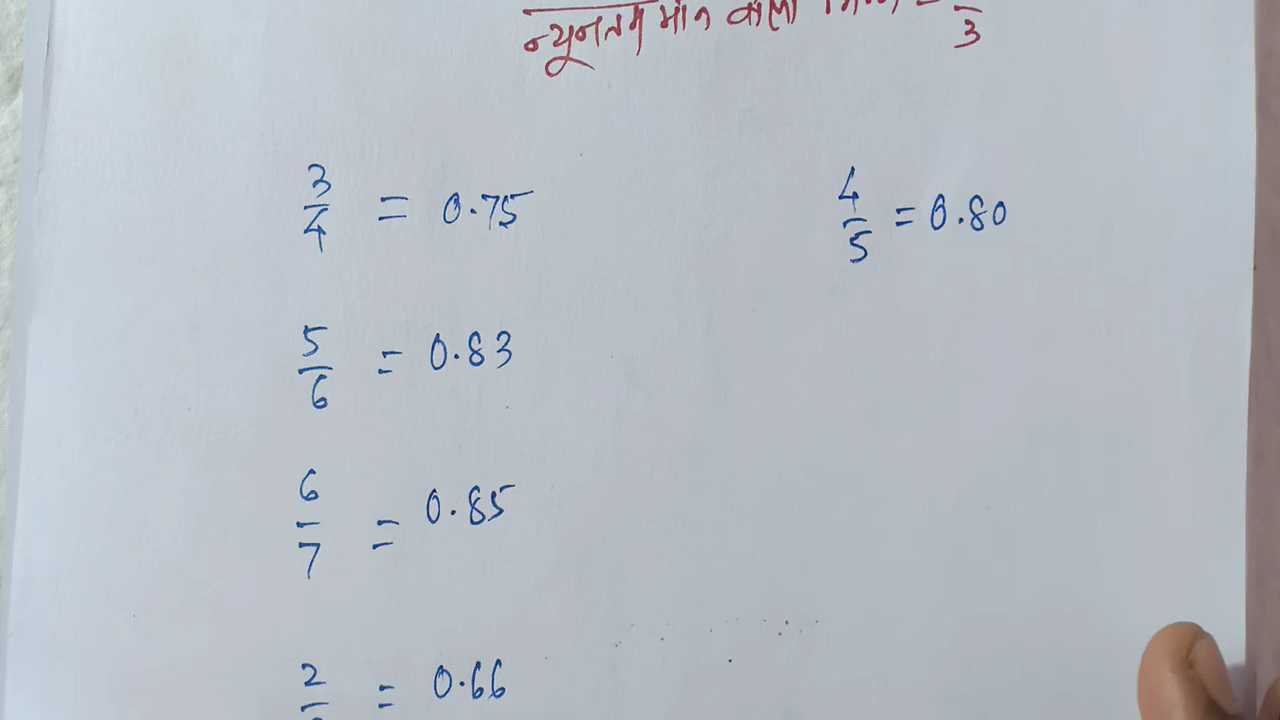 न्यूनतम मान वाला भिन्न = 
3
3/4 = 0.75
4/5 = 0.80
5/6 = 0.83
6/7 = 0.85
2 = 0.66